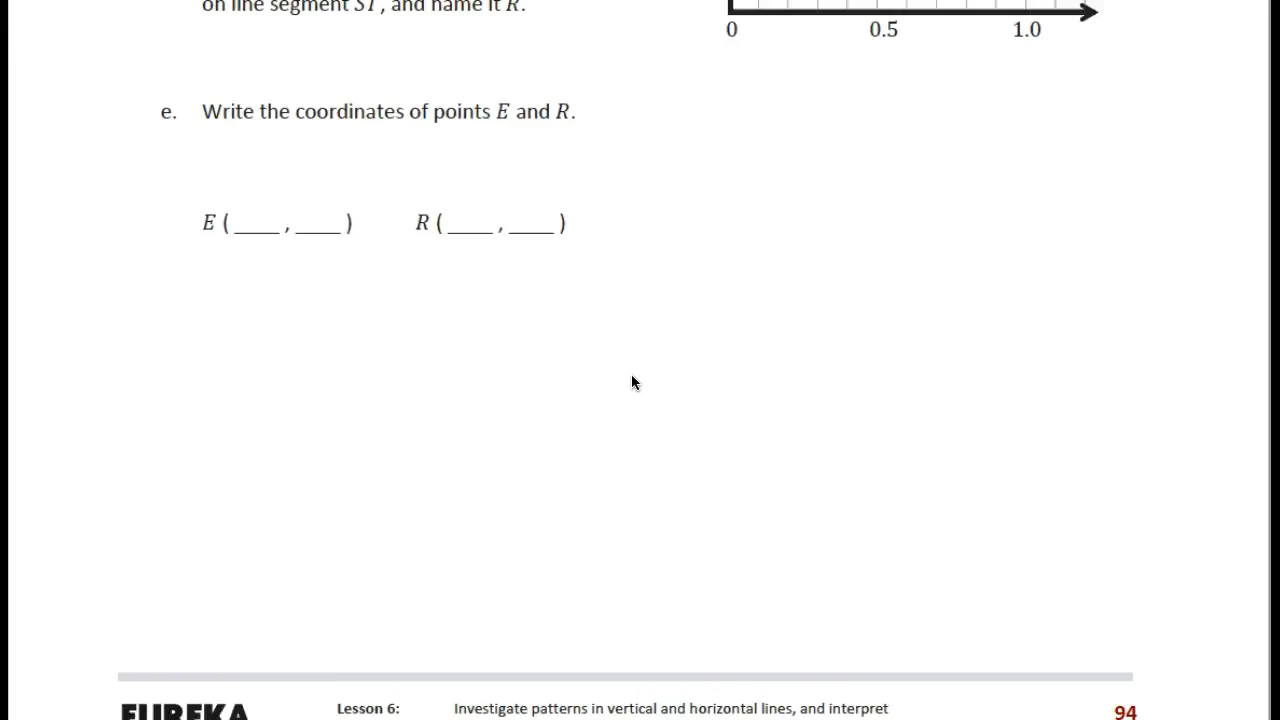 on line segment ST, and name it R.
0 0.5 1.0
e. Write the coordinates of points E and R.
E ( ____ , ____ ) R ( ____ , ____ )
EUREKA Lesson 6: Investigate patterns in vertical and horizontal lines, and interpret 94